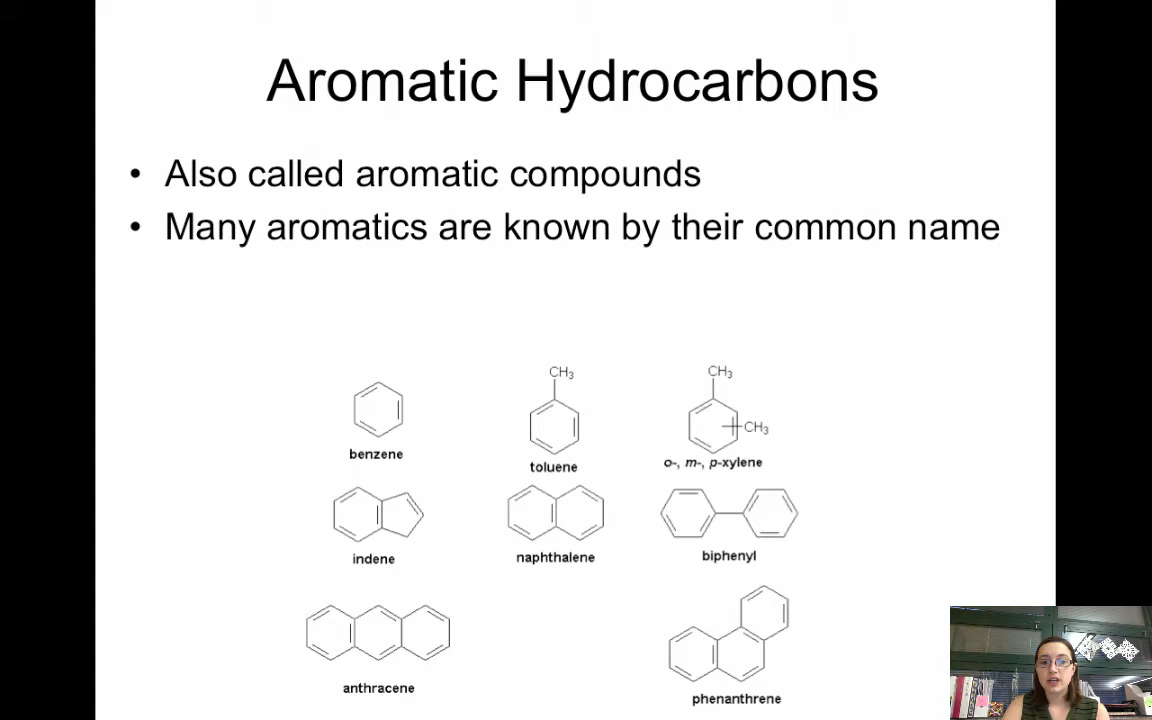 Aromatic Hydrocarbons
• Also called aromatic compounds
• Many aromatics are known by their common name
CH3
CH3
CH3
benzene
toluene
o-, m-, p-xylene
indene
naphthalene
biphenyl
anthracene
phenanthrene